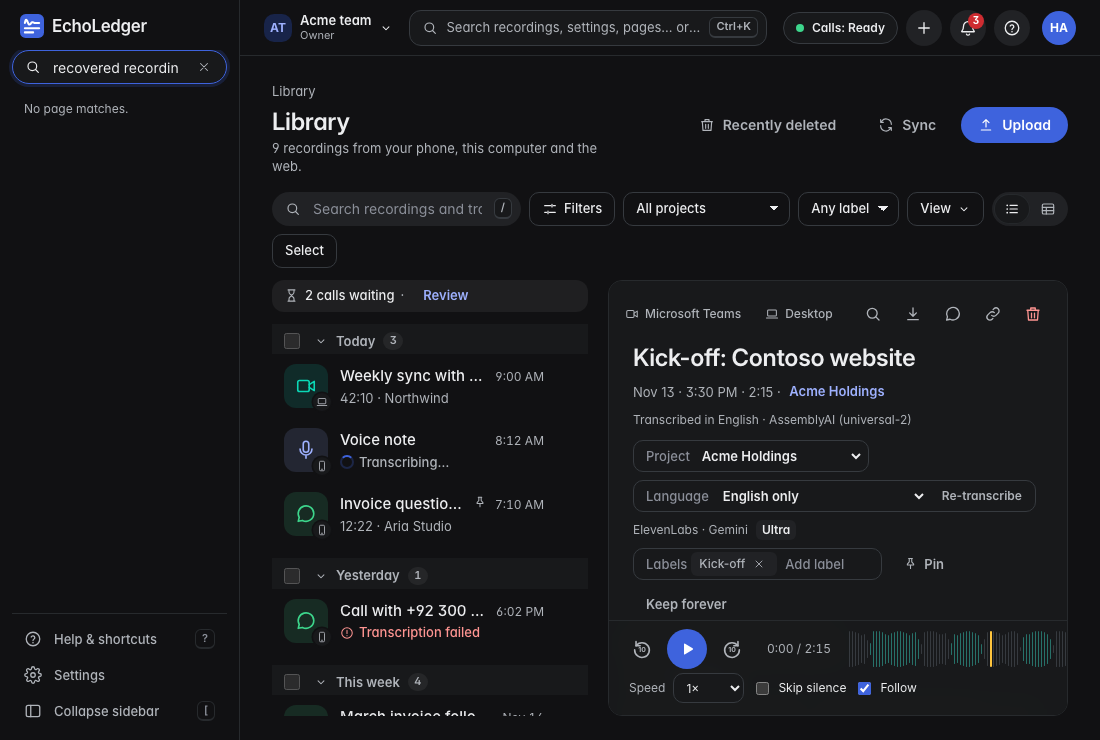 EchoLedger
recovered recordin
No page matches.
Help & shortcuts ?
Settings
Collapse sidebar [
AT Acme team
Owner
Search recordings, settings, pages... or... Ctrl+K
Calls: Ready
3
HA
Library
Library
9 recordings from your phone, this computer and the
web.
Recently deleted
Sync
Upload
Search recordings and tra /
Filters
All projects
Any label
View
Select
2 calls waiting · Review
Today 3
Weekly sync with ... 9:00 AM
42:10 · Northwind
Voice note 8:12 AM
Transcribing...
Invoice questio... 7:10 AM
12:22 · Aria Studio
Yesterday 1
Call with +92 300 ... 6:02 PM
Transcription failed
This week 4
Microsoft Teams Desktop
Kick-off: Contoso website
Nov 13 · 3:30 PM · 2:15 · Acme Holdings
Transcribed in English · AssemblyAI (universal-2)
Project Acme Holdings
Language English only Re-transcribe
ElevenLabs · Gemini Ultra
Labels Kick-off Add label Pin
Keep forever
10 10 0:00 / 2:15
Speed 1× Skip silence Follow